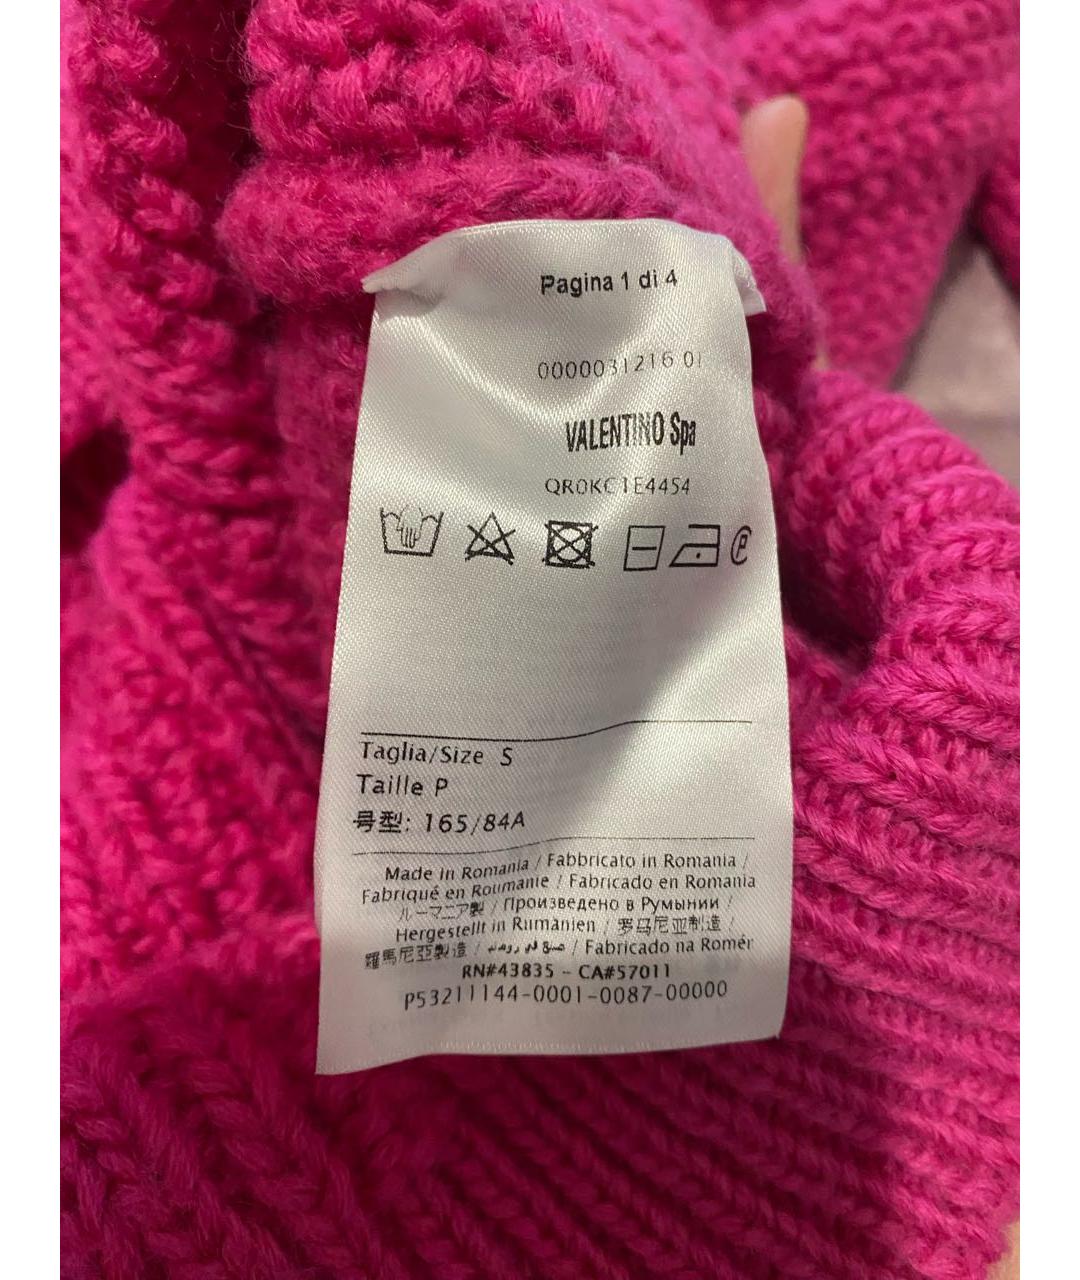 Pagina 1 di 4
0000031216 01
VALENTINO Spa
QR0KC1E4454
P
Taglia/Size S
Taille P
号型: 165/84A
Made in Romania / Fabbricato in Romania /
Fabriqué en Roumanie / Fabricado en Romania
ルーマニア製 / Произведено в Румынии /
Hergestellt in Rumänien / 罗马尼亚制造 /
羅馬尼亞製造 / صنع في / Fabricado na Romér
RN#43835 - CA#57011
P53211144-0001-0087-00000